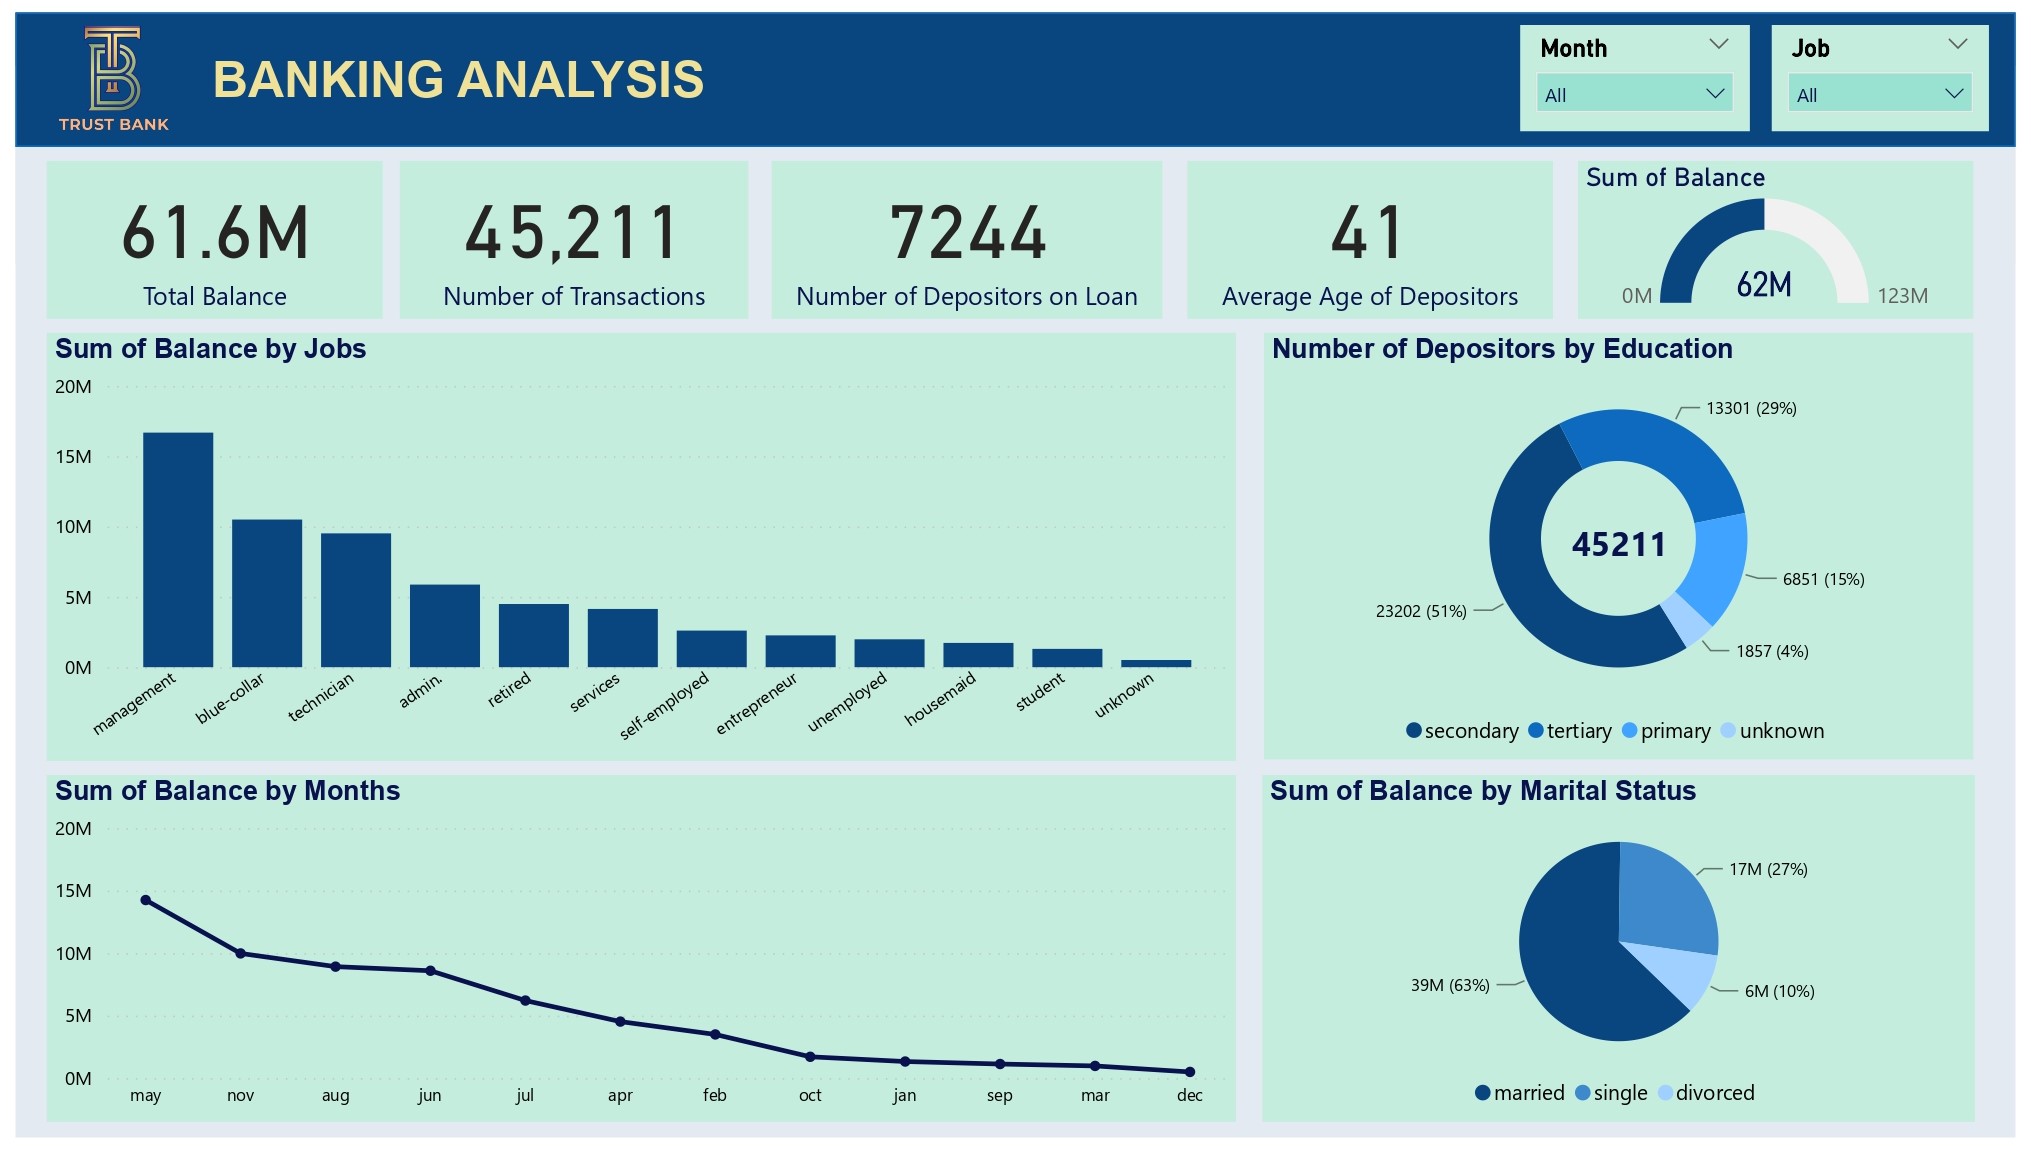 TRUST BANK
BANKING ANALYSIS
Month
All
Job
All
61.6M
Total Balance
45,211
Number of Transactions
7244
Number of Depositors on Loan
41
Average Age of Depositors
Sum of Balance
0M
62M
123M
Sum of Balance by Jobs
20M
15M
10M
5M
0M
management
blue-collar
technician
admin.
retired
services
self-employed
entrepreneur
unemployed
housemaid
student
unknown
Number of Depositors by Education
13301 (29%)
45211
6851 (15%)
23202 (51%)
1857 (4%)
secondary tertiary primary unknown
Sum of Balance by Months
20M
15M
10M
5M
0M
may nov aug jun jul apr feb oct jan sep mar dec
Sum of Balance by Marital Status
17M (27%)
39M (63%)
6M (10%)
married single divorced